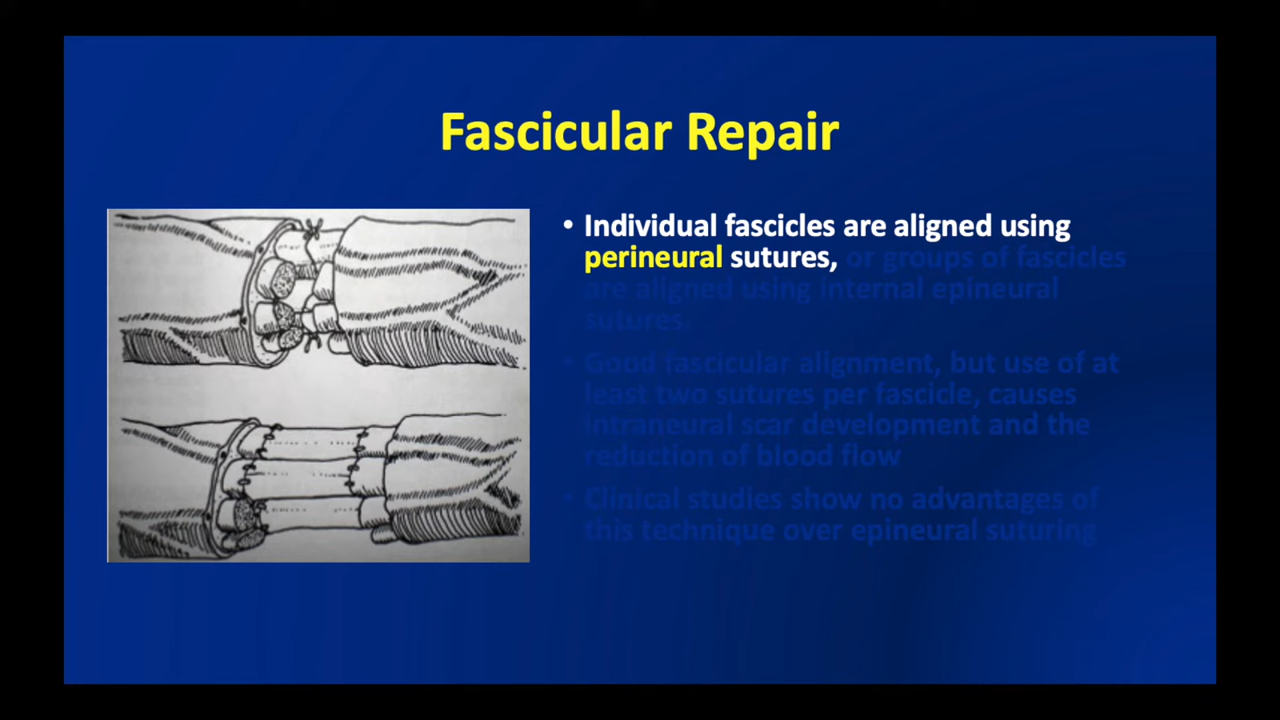 Fascicular Repair
• Individual fascicles are aligned using
perineural sutures, or groups of fascicles
are aligned using internal epineural
sutures.
• Good fascicular alignment, but use of at
least two sutures per fascicle, causes
intraneural scar development and the
reduction of blood flow
• Clinical studies show no advantages of
this technique over epineural suturing